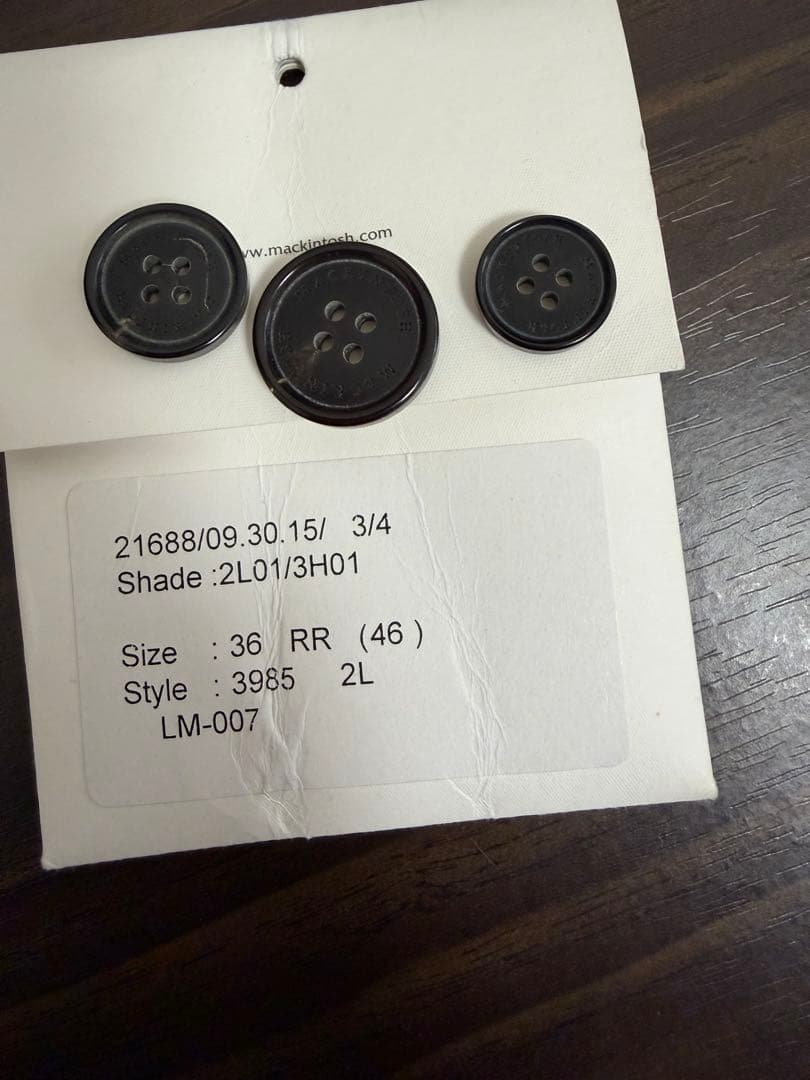 ww.mackintosh.com
21688/09.30.15/ 3/4
Shade :2L01/3H01
Size : 36 RR (46 )
Style : 3985 2L
LM-007